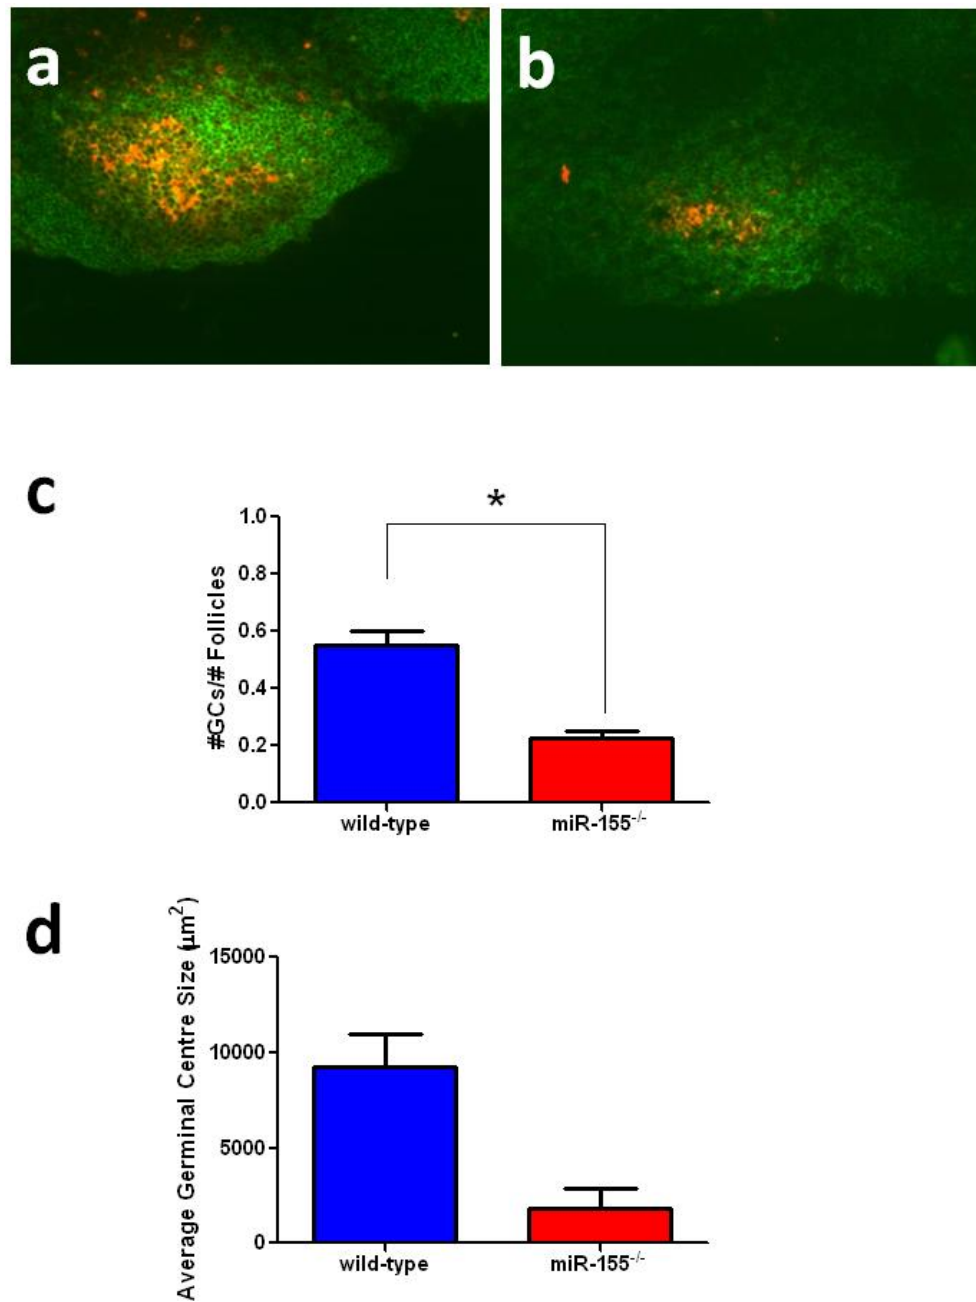 a
b
c
*
#GCs/# Follicles
1.0
0.8
0.6
0.4
0.2
0.0
wild-type
miR-155-/-
d
Average Germinal Centre Size (µm2)
15000
10000
5000
0
wild-type
miR-155-/-